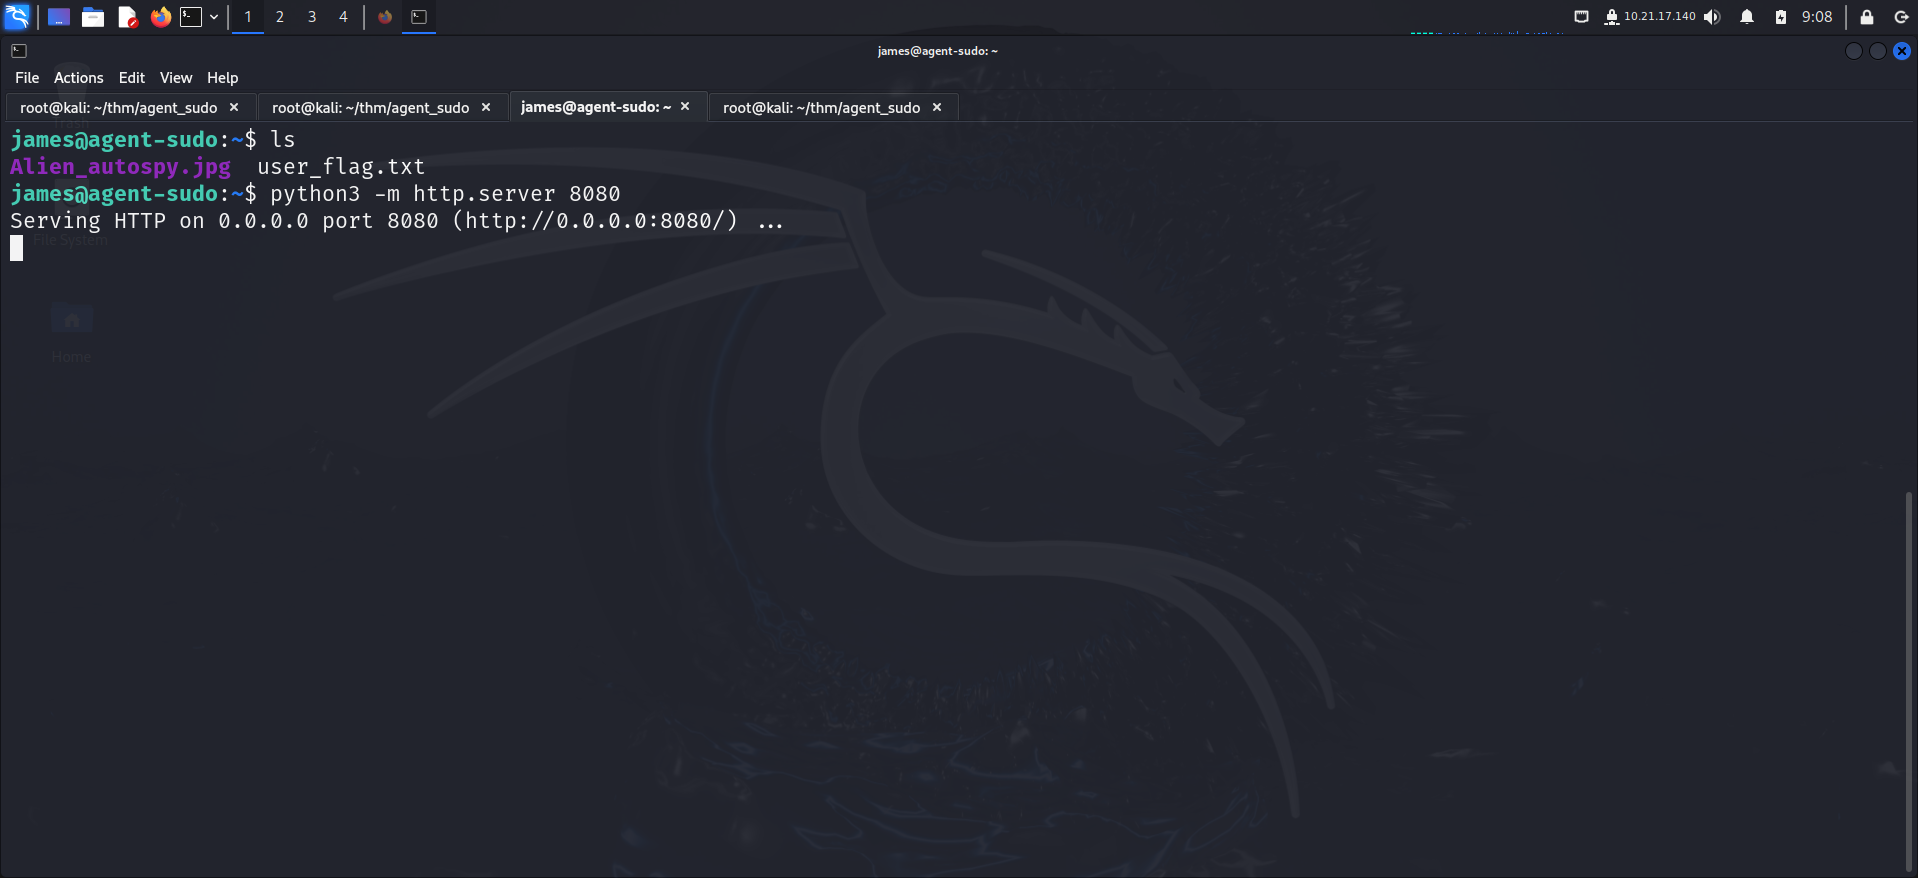 1 2 3 4 10.21.17.140 9:08
james@agent-sudo: ~
File Actions Edit View Help
root@kali: ~/thm/agent_sudo × root@kali: ~/thm/agent_sudo × james@agent-sudo: ~ × root@kali: ~/thm/agent_sudo ×
james@agent-sudo:~$ ls
Alien_autospy.jpg user_flag.txt
james@agent-sudo:~$ python3 -m http.server 8080
Serving HTTP on 0.0.0.0 port 8080 (http://0.0.0.0:8080/) ...
File System
Home